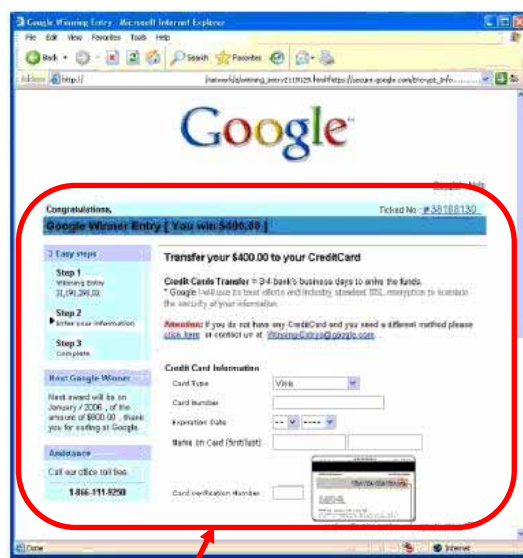 Google Winning Entry - Microsoft Internet Explorer
File Edit View Favorites Tools Help
Back Search Favorites
Address http://
Google
Help
Congratulations, Ticked No : #38188130
Google Winner Entry [ You win $400.00 ]
3 Easy steps
Step 1
Winning Entry
Step 2
Enter your information
Step 3
Complete
Next Google Winner
Next award will be on
January / 2006 , of the
amount of $800.00 , thank
you for surfing at Google.
Assistance
Call our office toll free.
1-866-111-9250
Transfer your $400.00 to your CreditCard
Credit Cards Transfer = 3-4 bank's business days to the funds.
* Google will use its best efforts and industry standard SSL encryption to maintain
the security of your information.
Attention: If you do not have any CreditCard and you need a different method please
click here or contact us at
Credit Card Information
Card Type Visa
Card Number
Expiration Date -- ----
Name on Card (first/last)
Card verification Number
Done Internet